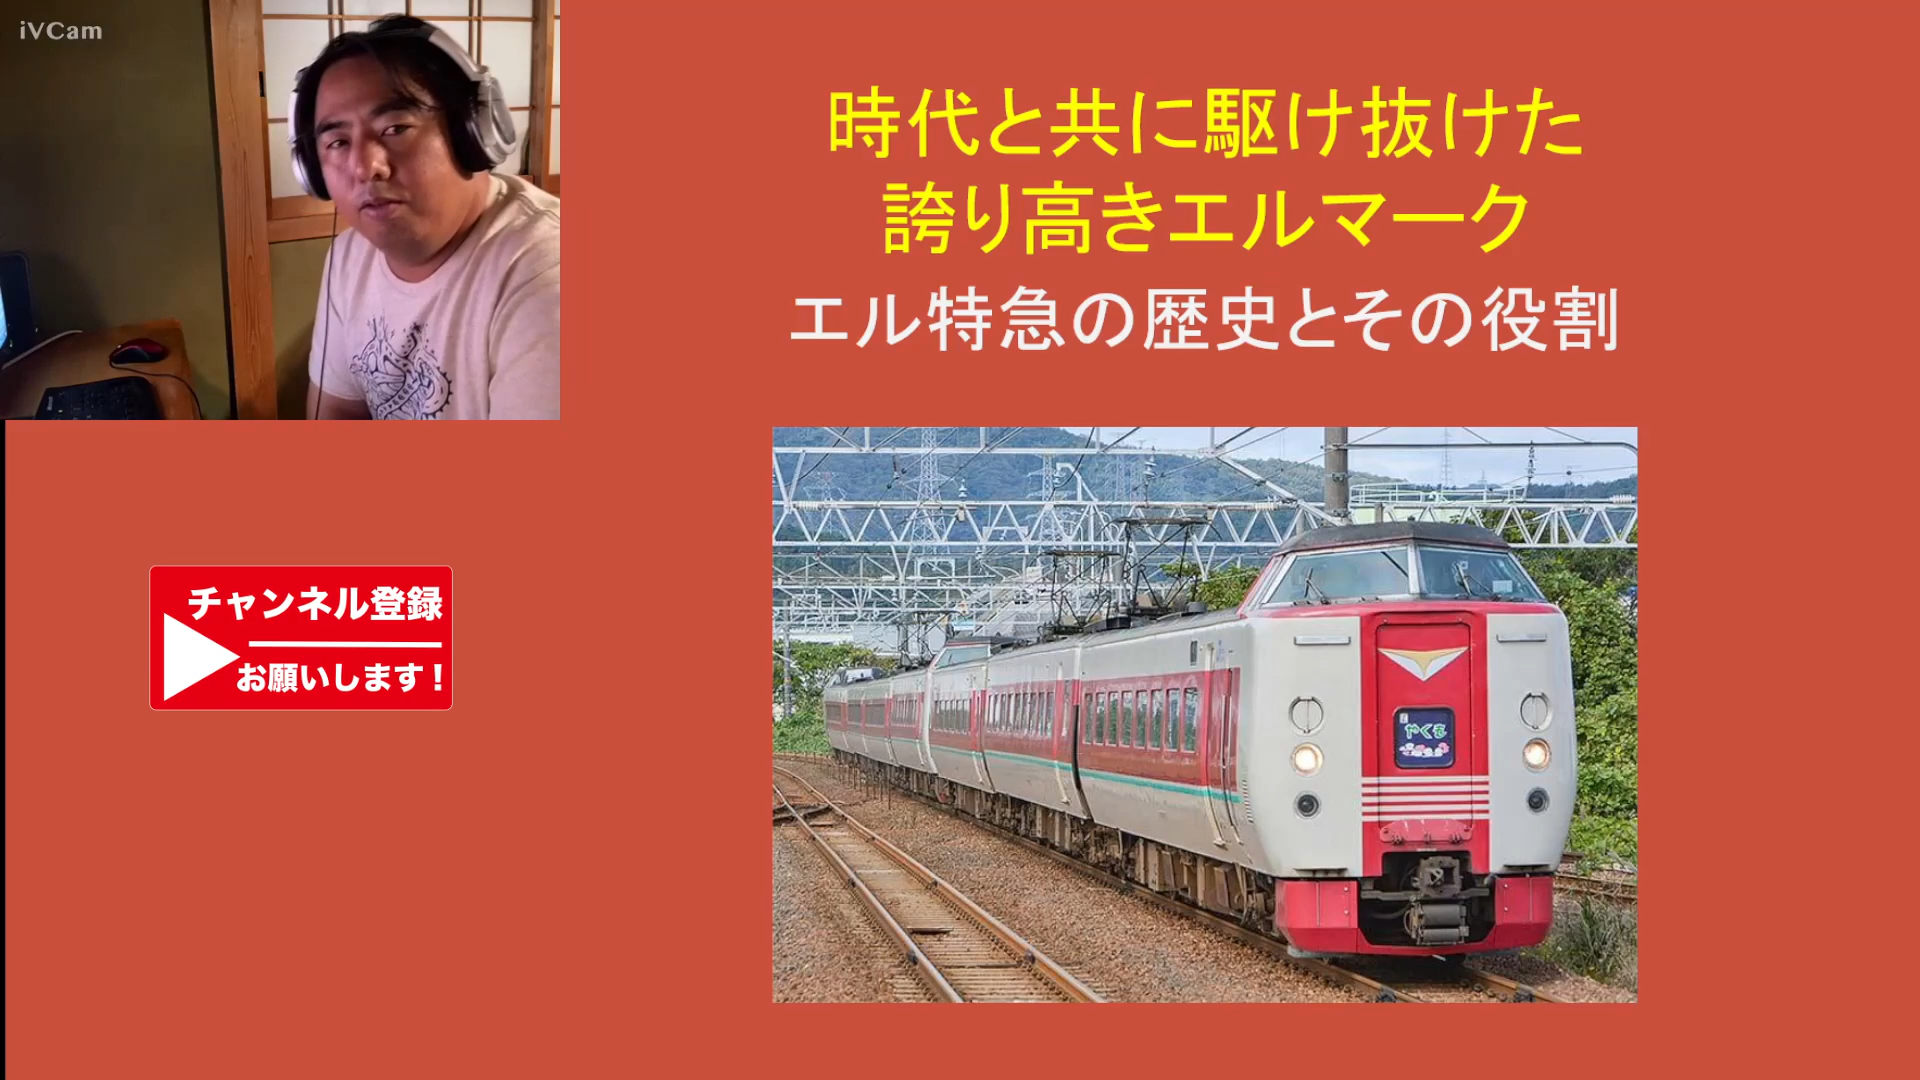 iVCam
時代と共に駆け抜けた
誇り高きエルマーク
エル特急の歴史とその役割
チャンネル登録
お願いします!
やくも